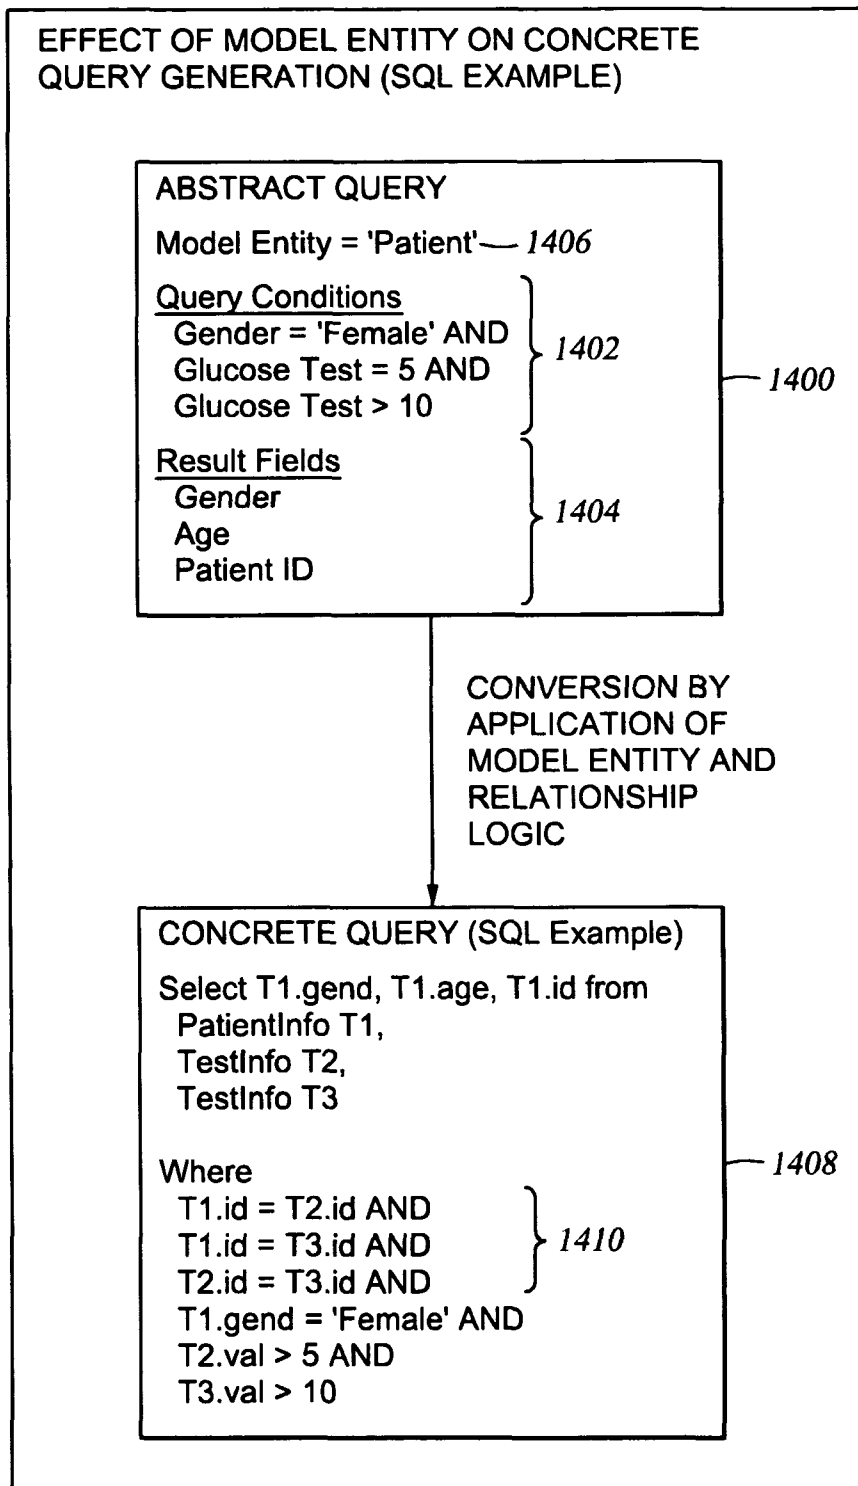 EFFECT OF MODEL ENTITY ON CONCRETE
QUERY GENERATION (SQL EXAMPLE)
ABSTRACT QUERY
Model Entity = 'Patient' 1406
Query Conditions
Gender = 'Female' AND
Glucose Test = 5 AND
Glucose Test > 10
1402
1400
Result Fields
Gender
Age
Patient ID
1404
CONVERSION BY
APPLICATION OF
MODEL ENTITY AND
RELATIONSHIP
LOGIC
CONCRETE QUERY (SQL Example)
Select T1.gend, T1.age, T1.id from
PatientInfo T1,
TestInfo T2,
TestInfo T3
Where
T1.id = T2.id AND
T1.id = T3.id AND
T2.id = T3.id AND
1410
1408
T1.gend = 'Female' AND
T2.val > 5 AND
T3.val > 10